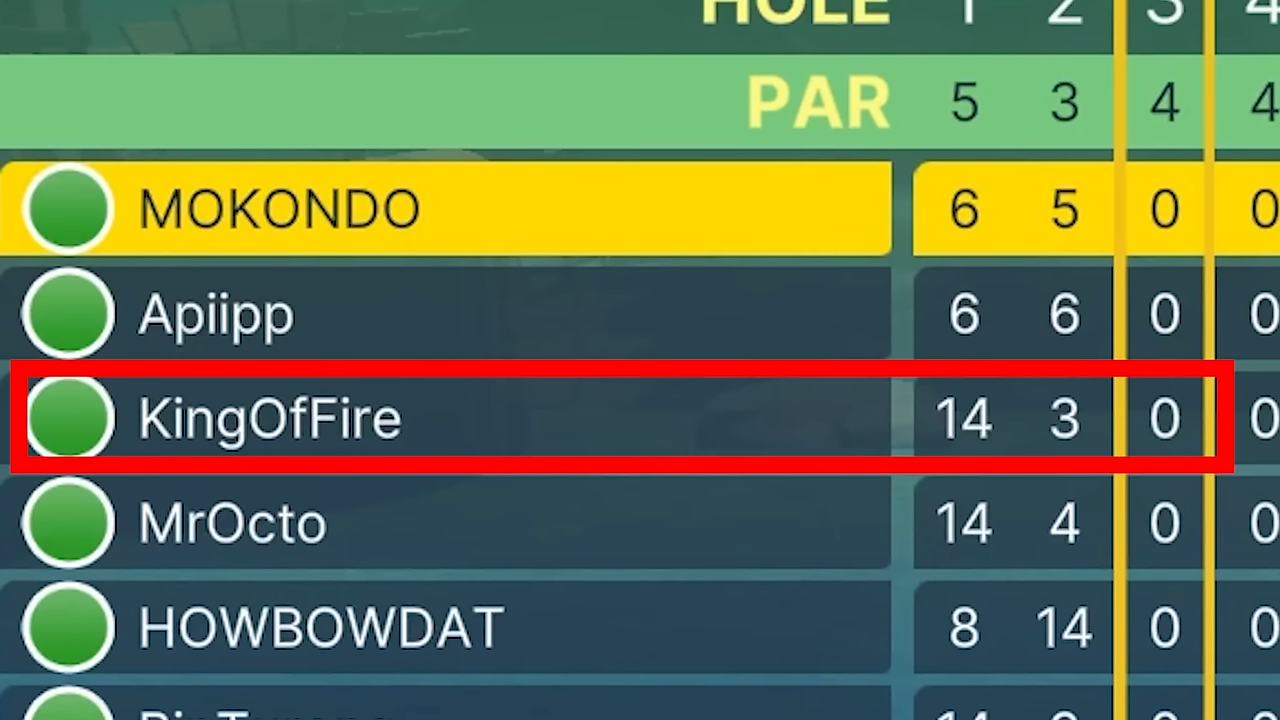 HOLE 1 2 3 4
PAR 5 3 4 4
MOKONDO 6 5 0 0
Apiipp 6 6 0 0
KingOfFire 14 3 0 0
MrOcto 14 4 0 0
HOWBOWDAT 8 14 0 0